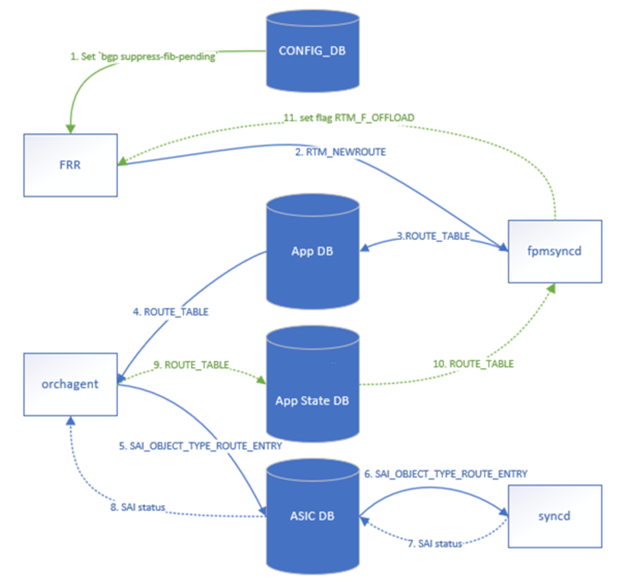 CONFIG_DB
1. Set `bgp suppress-fib-pending`
11. set flag RTM_F_OFFLOAD
2. RTM_NEWROUTE
FRR
3.ROUTE_TABLE
App DB
fpmsyncd
4. ROUTE_TABLE
9. ROUTE_TABLE
10. ROUTE_TABLE
orchagent
App State DB
5. SAI_OBJECT_TYPE_ROUTE_ENTRY
6. SAI_OBJECT_TYPE_ROUTE_ENTRY
8. SAI status
ASIC DB
syncd
7. SAI status